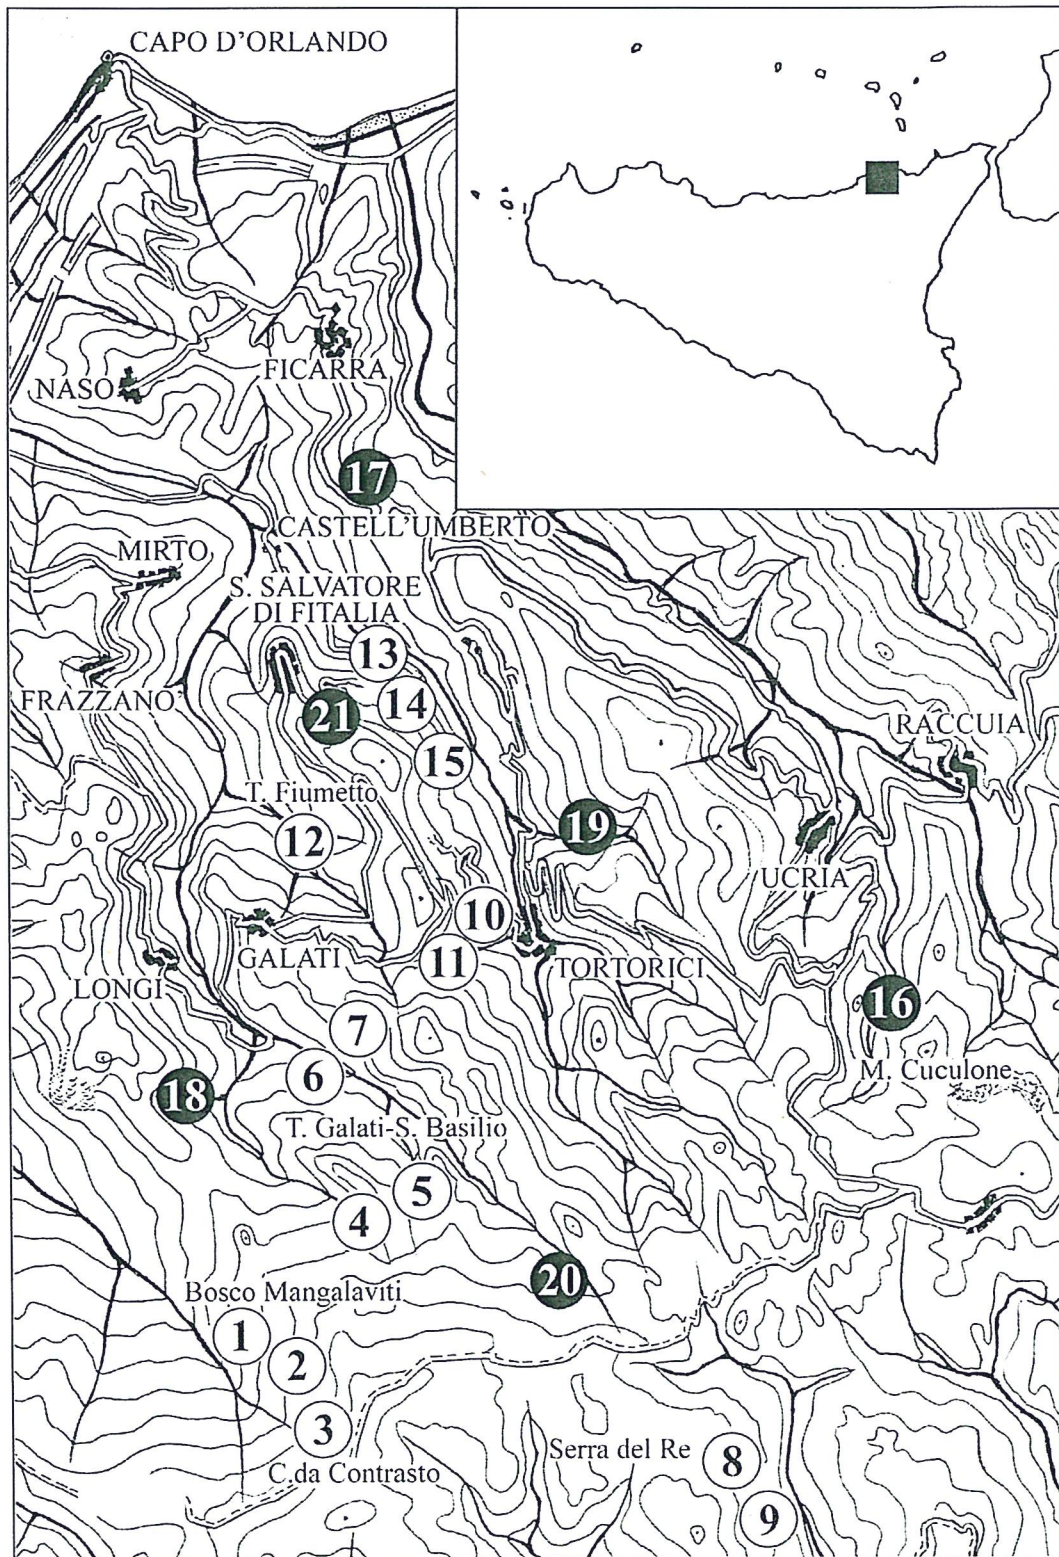 CAPO D'ORLANDO
FICARRA
NASO
17
CASTELL'UMBERTO
MIRTO
S. SALVATORE
DI FITALIA
13
FRAZZANO'
14
21
RACCUIA
15
T. Fiumetto
12
19
UCRIA
10
GALATI
11
TORTORICI
LONGI
16
7
M. Cuculone
6
18
T. Galati-S. Basilio
5
4
20
Bosco Mangalaviti
1
2
3
C.da Contrasto
Serra del Re
8
9